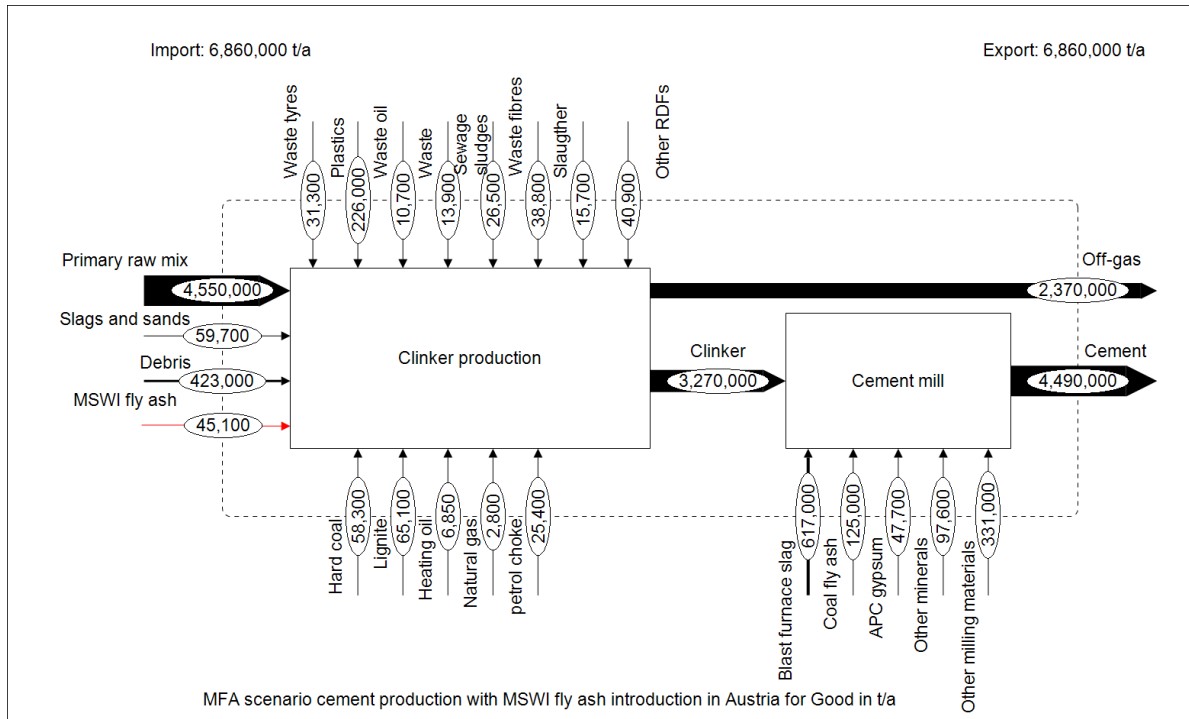 Import: 6,860,000 t/a
Export: 6,860,000 t/a
Waste tyres
Plastics
Waste oil
Waste
Sewage
sludges
Waste fibres
Slaugther
Other RDFs
31,300
226,000
10,700
13,900
26,500
38,800
15,700
40,900
Primary raw mix
4,550,000
Slags and sands
59,700
Debris
423,000
MSWI fly ash
45,100
Clinker production
Off-gas
2,370,000
Clinker
3,270,000
Cement mill
Cement
4,490,000
Hard coal
58,300
Lignite
65,100
Heating oil
6,850
Natural gas
2,800
petrol choke
25,400
Blast furnace slag
617,000
Coal fly ash
125,000
APC gypsum
47,700
Other minerals
97,600
Other milling materials
331,000
MFA scenario cement production with MSWI fly ash introduction in Austria for Good in t/a